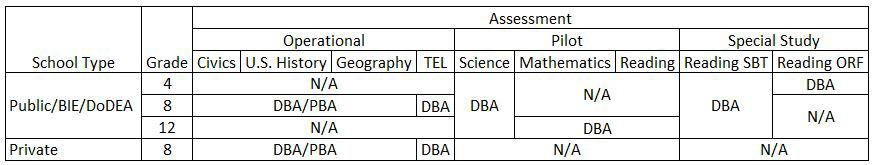 Assessment
Operational Pilot Special Study
School Type Grade Civics U.S. History Geography TEL Science Mathematics Reading Reading SBT Reading ORF
Public/BIE/DoDEA 4 N/A DBA N/A DBA DBA
8 DBA/PBA DBA N/A
12 N/A DBA
Private 8 DBA/PBA DBA N/A N/A